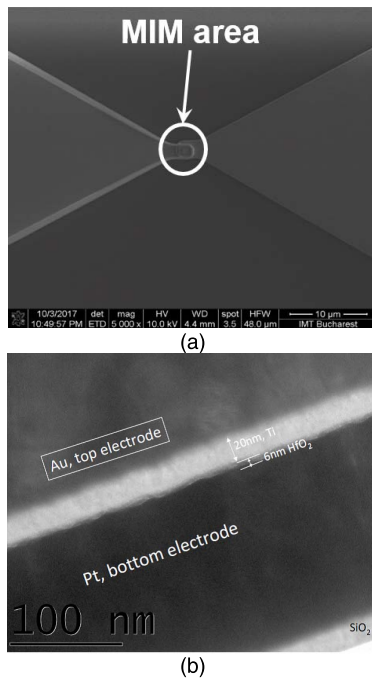 MIM area
10/3/2017 det mag HV WD spot HFW 10 µm
10:49:57 PM ETD 5 000 x 10.0 kV 4.4 mm 3.5 48.0 µm IMT Bucharest
(a)
Au, top electrode
20nm, Ti
6nm HfO₂
Pt, bottom electrode
100 nm
SiO₂
(b)